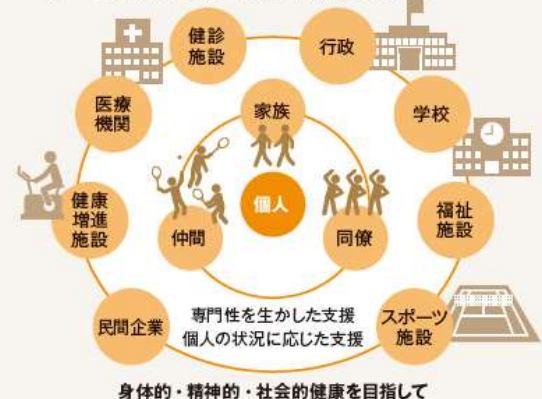 健診
施設
行政
医療
機関
家族
学校
健康
増進
施設
仲間
個人
同僚
福祉
施設
民間企業
専門性を生かした支援
個人の状況に応じた支援
スポーツ
施設
身体的・精神的・社会的健康を目指して